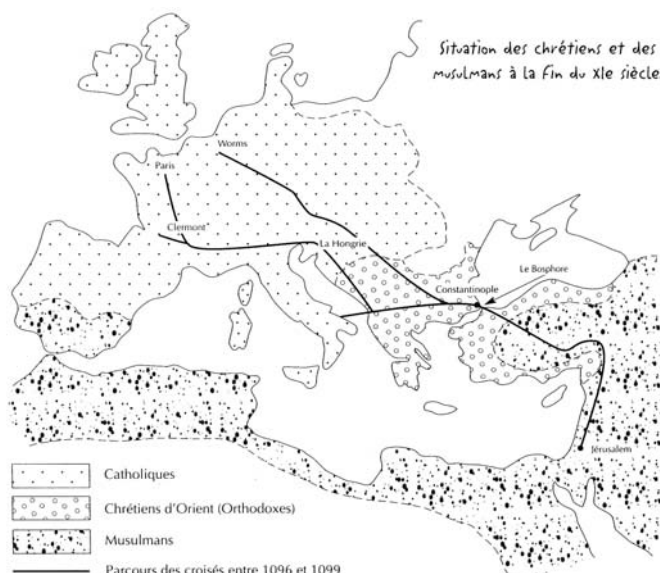 Situation des chrétiens et des
musulmans à la fin du XIe siècle
Worms
Paris
Clermont
La Hongrie
Le Bosphore
Constantinople
Jérusalem
Catholiques
Chrétiens d'Orient (Orthodoxes)
Musulmans
Parcours des croisés entre 1096 et 1099